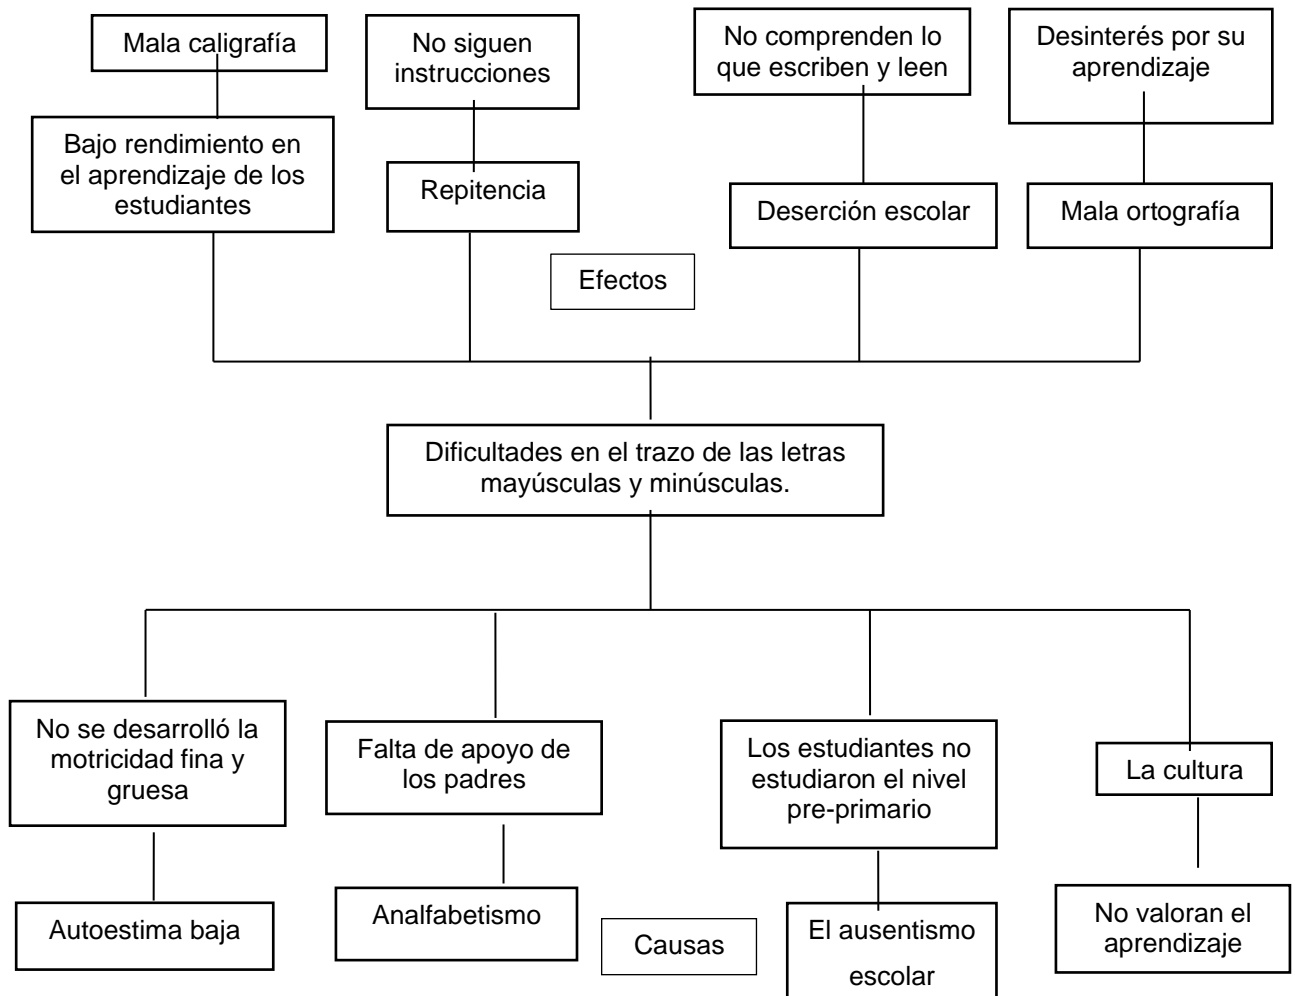 Mala caligrafía
No siguen
instrucciones
No comprenden lo
que escriben y leen
Desinterés por su
aprendizaje
Bajo rendimiento en
el aprendizaje de los
estudiantes
Repitencia
Deserción escolar
Mala ortografía
Efectos
Dificultades en el trazo de las letras
mayúsculas y minúsculas.
No se desarrolló la
motricidad fina y
gruesa
Falta de apoyo de
los padres
Los estudiantes no
estudiaron el nivel
pre-primario
La cultura
Autoestima baja
Analfabetismo
Causas
El ausentismo
escolar
No valoran el
aprendizaje